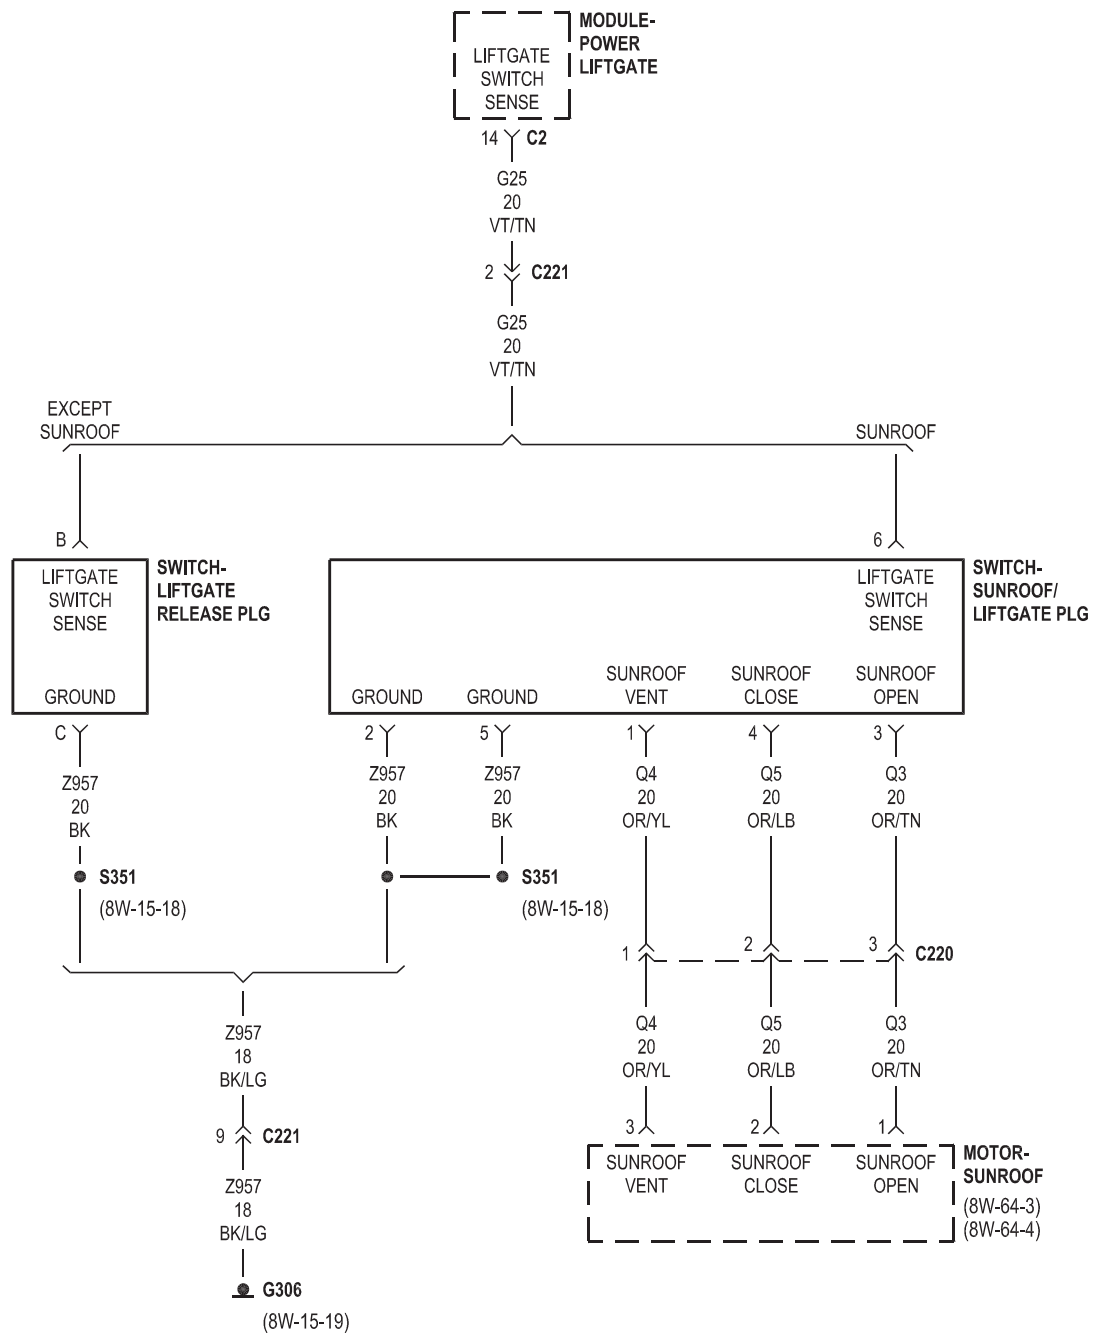 MODULE-
POWER
LIFTGATE
LIFTGATE
SWITCH
SENSE
14 C2
G25
20
VT/TN
2 C221
G25
20
VT/TN
EXCEPT
SUNROOF
SUNROOF
B
6
LIFTGATE
SWITCH
SENSE
GROUND
SWITCH-
LIFTGATE
RELEASE PLG
LIFTGATE
SWITCH
SENSE
SWITCH-
SUNROOF/
LIFTGATE PLG
GROUND
GROUND
SUNROOF
VENT
SUNROOF
CLOSE
SUNROOF
OPEN
C
2
5
1
4
3
Z957
20
BK
Z957
20
BK
Z957
20
BK
Q4
20
OR/YL
Q5
20
OR/LB
Q3
20
OR/TN
S351
(8W-15-18)
S351
(8W-15-18)
1
2
3
C220
Z957
18
BK/LG
Q4
20
OR/YL
Q5
20
OR/LB
Q3
20
OR/TN
9 C221
3
2
1
SUNROOF
VENT
SUNROOF
CLOSE
SUNROOF
OPEN
MOTOR-
SUNROOF
(8W-64-3)
(8W-64-4)
Z957
18
BK/LG
G306
(8W-15-19)